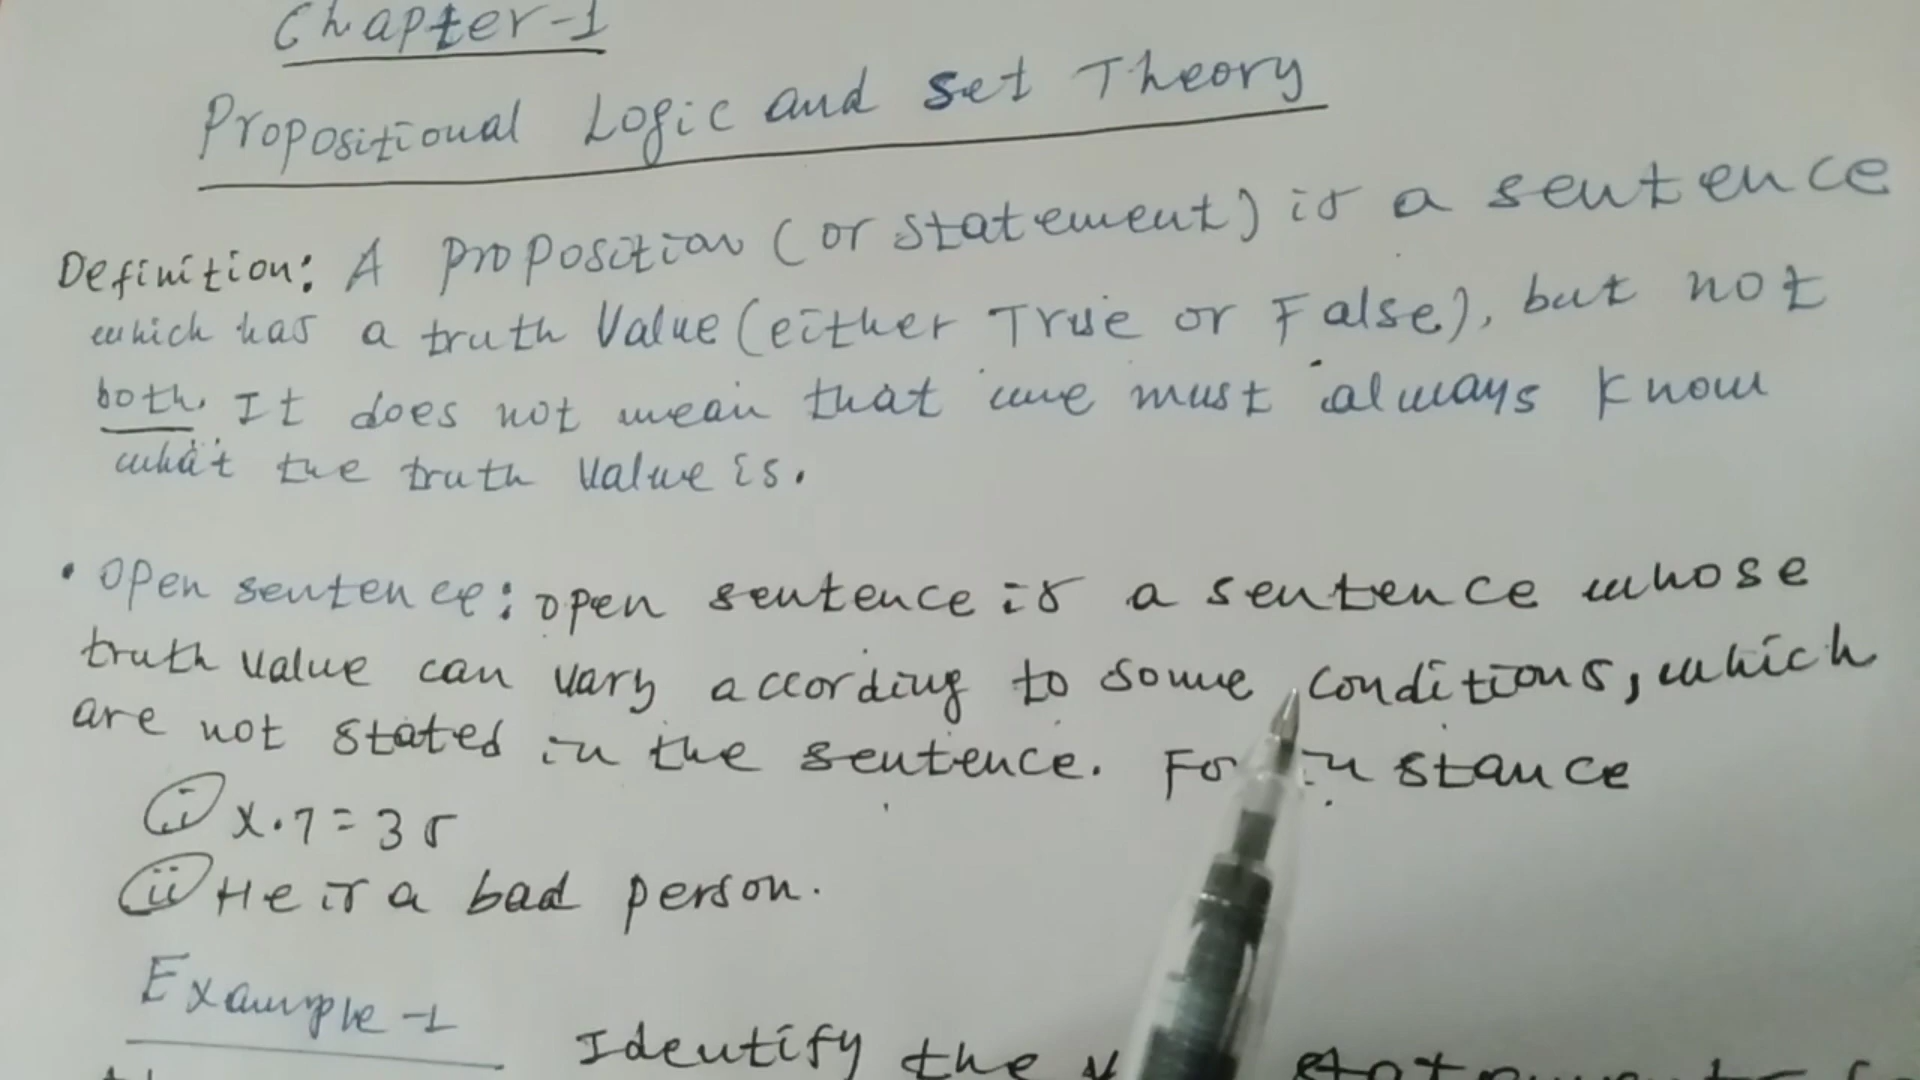 Chapter-1
Propositional Logic and set Theory
Definition: A proposition (or statement) is a sentence
which has a truth Value (either True or False), but not
both. It does not mean that we must always know
what the truth value is.
• Open sentence: open sentence is a sentence whose
truth value can vary according to some conditions, which
are not stated in the sentence. For instance
i x.7=35
ii He is a bad person.
Example-1
Identify the